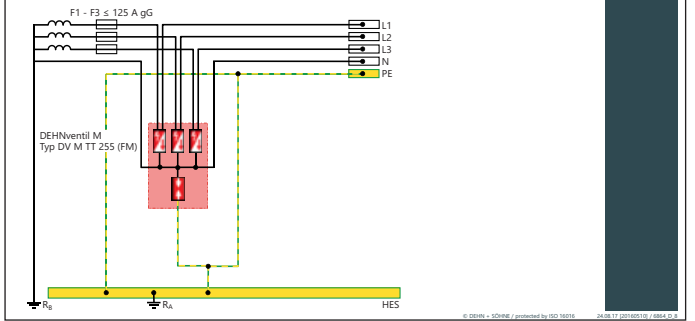 F1 - F3 ≤ 125 A gG
L1
L2
L3
N
PE
DEHNventil M
Typ DV M TT 255 (FM)
RB
RA
HES
© DEHN + SÖHNE / protected by ISO 16016
24.08.17 [20160510] / 6864_D_8